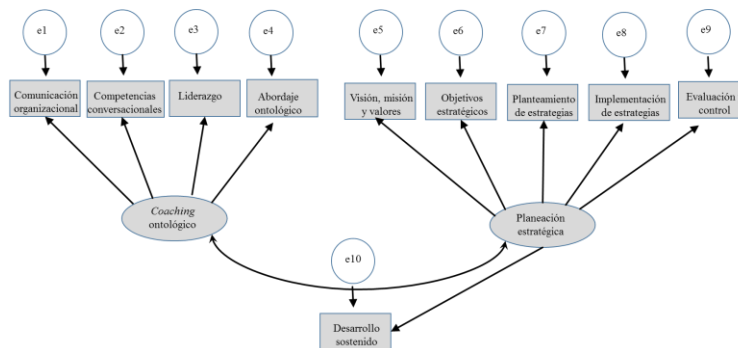 e1
e2
e3
e4
e5
e6
e7
e8
e9
Comunicación
organizacional
Competencias
conversacionales
Liderazgo
Abordaje
ontológico
Visión, misión
y valores
Objetivos
estratégicos
Planteamiento
de estrategias
Implementación
de estrategias
Evaluación
control
Coaching
ontológico
Planeación
estratégica
e10
Desarrollo
sostenido